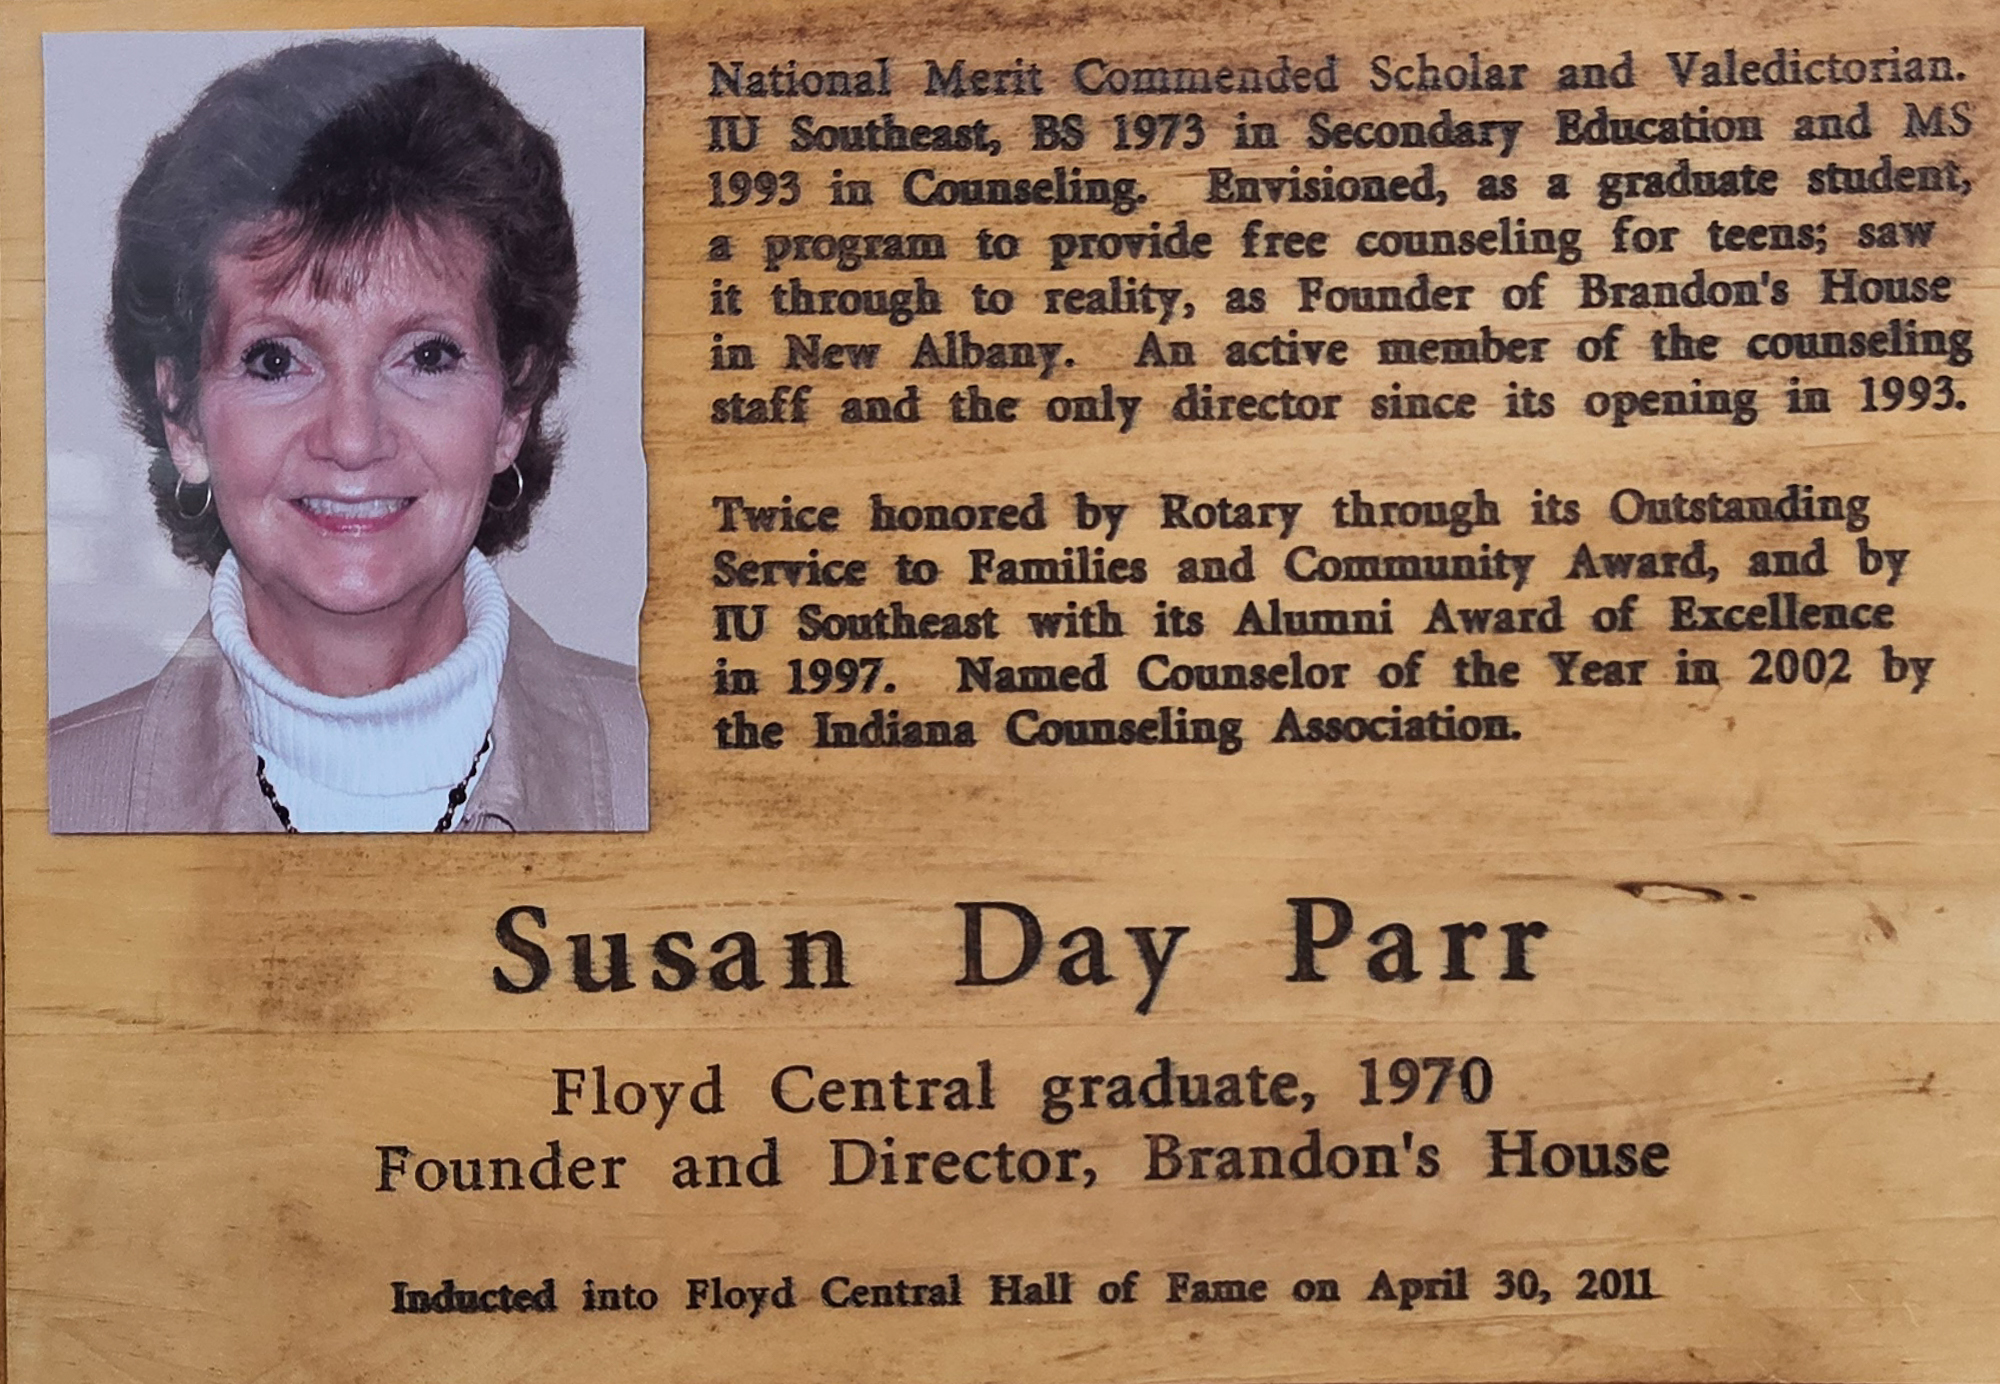 National Merit Commended Scholar and Valedictorian.
IU Southeast, BS 1973 in Secondary Education and MS
1993 in Counseling. Envisioned, as a graduate student,
a program to provide free counseling for teens; saw
it through to reality, as Founder of Brandon's House
in New Albany. An active member of the counseling
staff and the only director since its opening in 1993.
Twice honored by Rotary through its Outstanding
Service to Families and Community Award, and by
IU Southeast with its Alumni Award of Excellence
in 1997. Named Counselor of the Year in 2002 by
the Indiana Counseling Association.
Susan Day Parr
Floyd Central graduate, 1970
Founder and Director, Brandon's House
Inducted into Floyd Central Hall of Fame on April 30, 2011